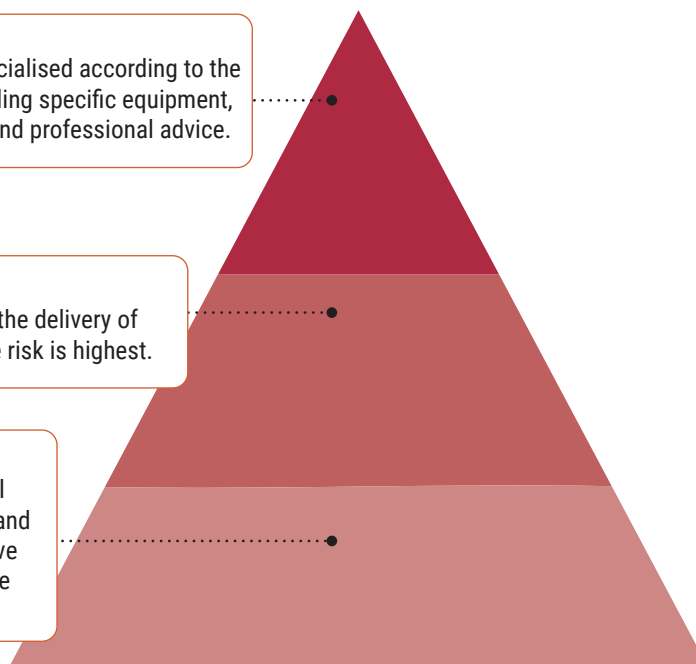 cialised according to the
ling specific equipment,
nd professional advice.
the delivery of
risk is highest.
l
and
ve
e